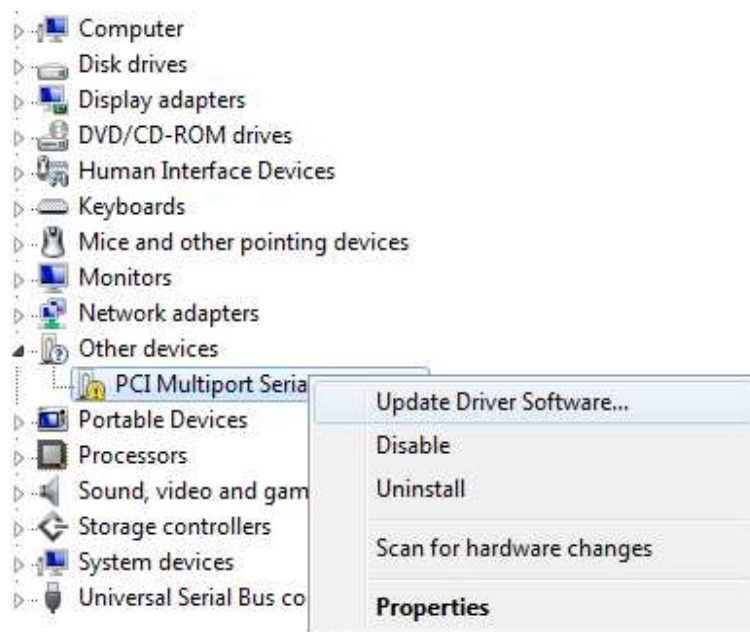 Computer
Disk drives
Display adapters
DVD/CD-ROM drives
Human Interface Devices
Keyboards
Mice and other pointing devices
Monitors
Network adapters
Other devices
PCI Multiport Seria
Portable Devices
Processors
Sound, video and gam
Storage controllers
System devices
Universal Serial Bus co
Update Driver Software...
Disable
Uninstall
Scan for hardware changes
Properties